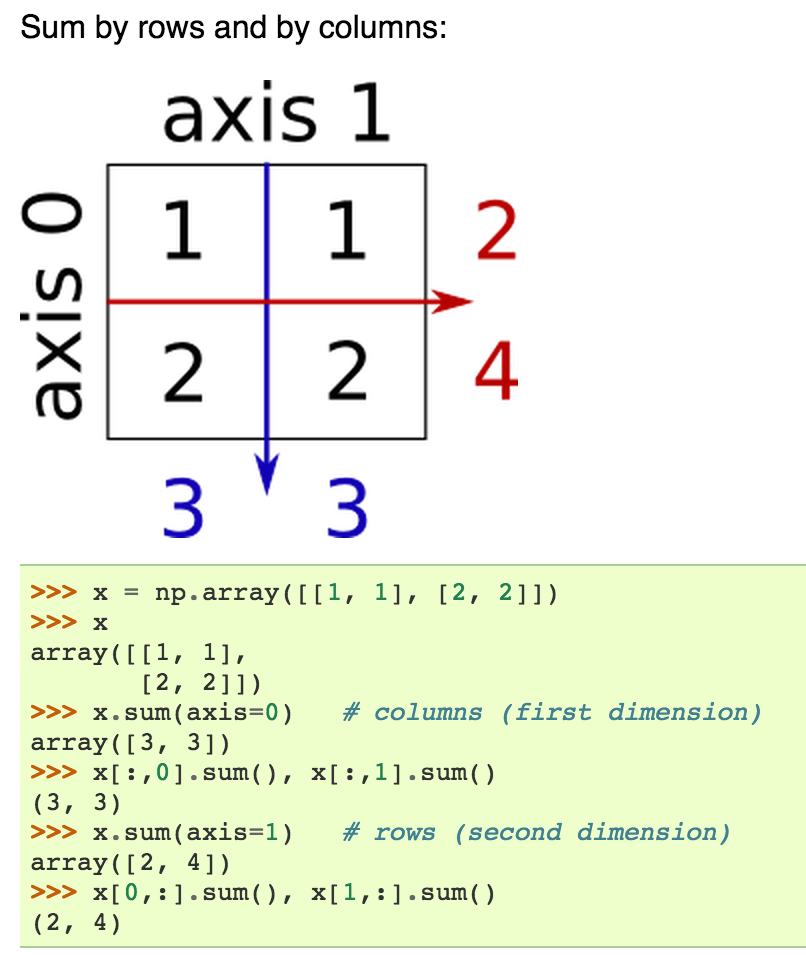 Sum by rows and by columns:
axis 1
axis 0
1 1 2
2 2 4
3 3
>>> x = np.array([[1, 1], [2, 2]])
>>> x
array([[1, 1],
       [2, 2]])
>>> x.sum(axis=0)   # columns (first dimension)
array([3, 3])
>>> x[:,0].sum(), x[:,1].sum()
(3, 3)
>>> x.sum(axis=1)   # rows (second dimension)
array([2, 4])
>>> x[0,:].sum(), x[1,:].sum()
(2, 4)